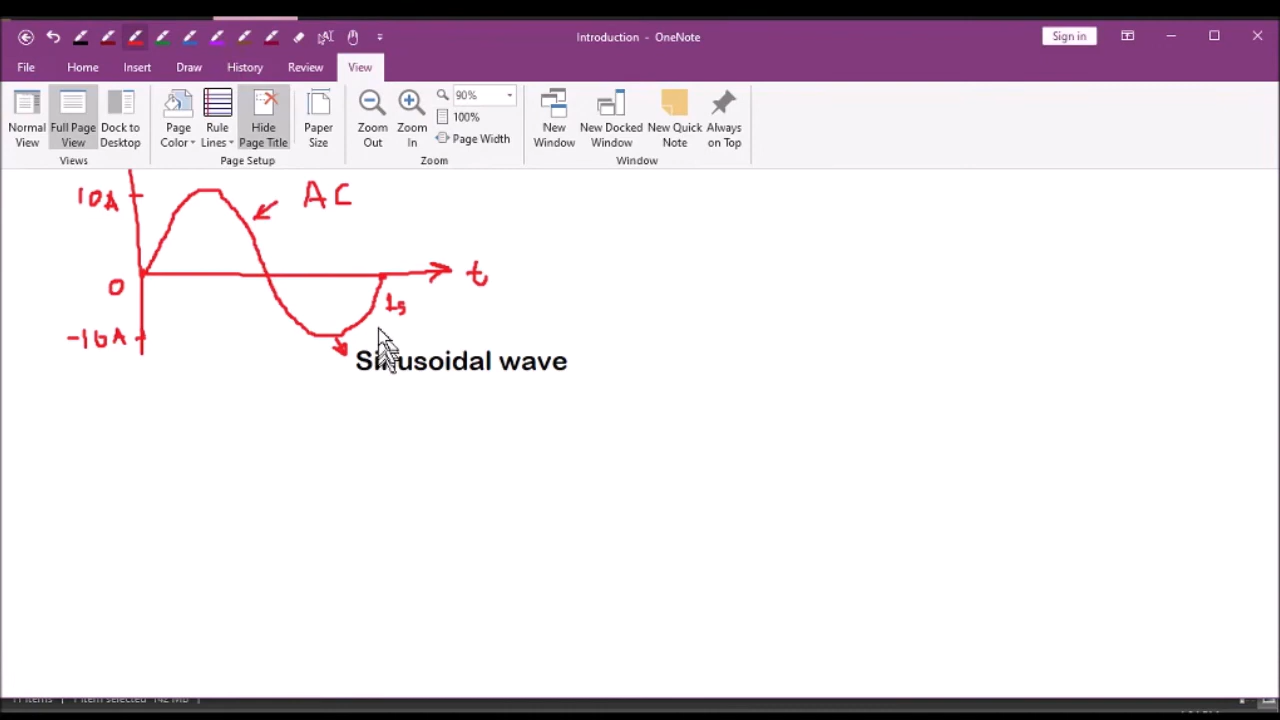 Introduction - OneNote
Sign in
File Home Insert Draw History Review View
Normal View
Full Page View
Dock to Desktop
Views
Page Color
Rule Lines
Hide Page Title
Page Setup
Paper Size
Zoom Out
Zoom In
90%
100%
Page Width
Zoom
New Window
New Docked Window
New Quick Note
Always on Top
Window
10A
AC
0
t
1s
-10A
Sinusoidal wave